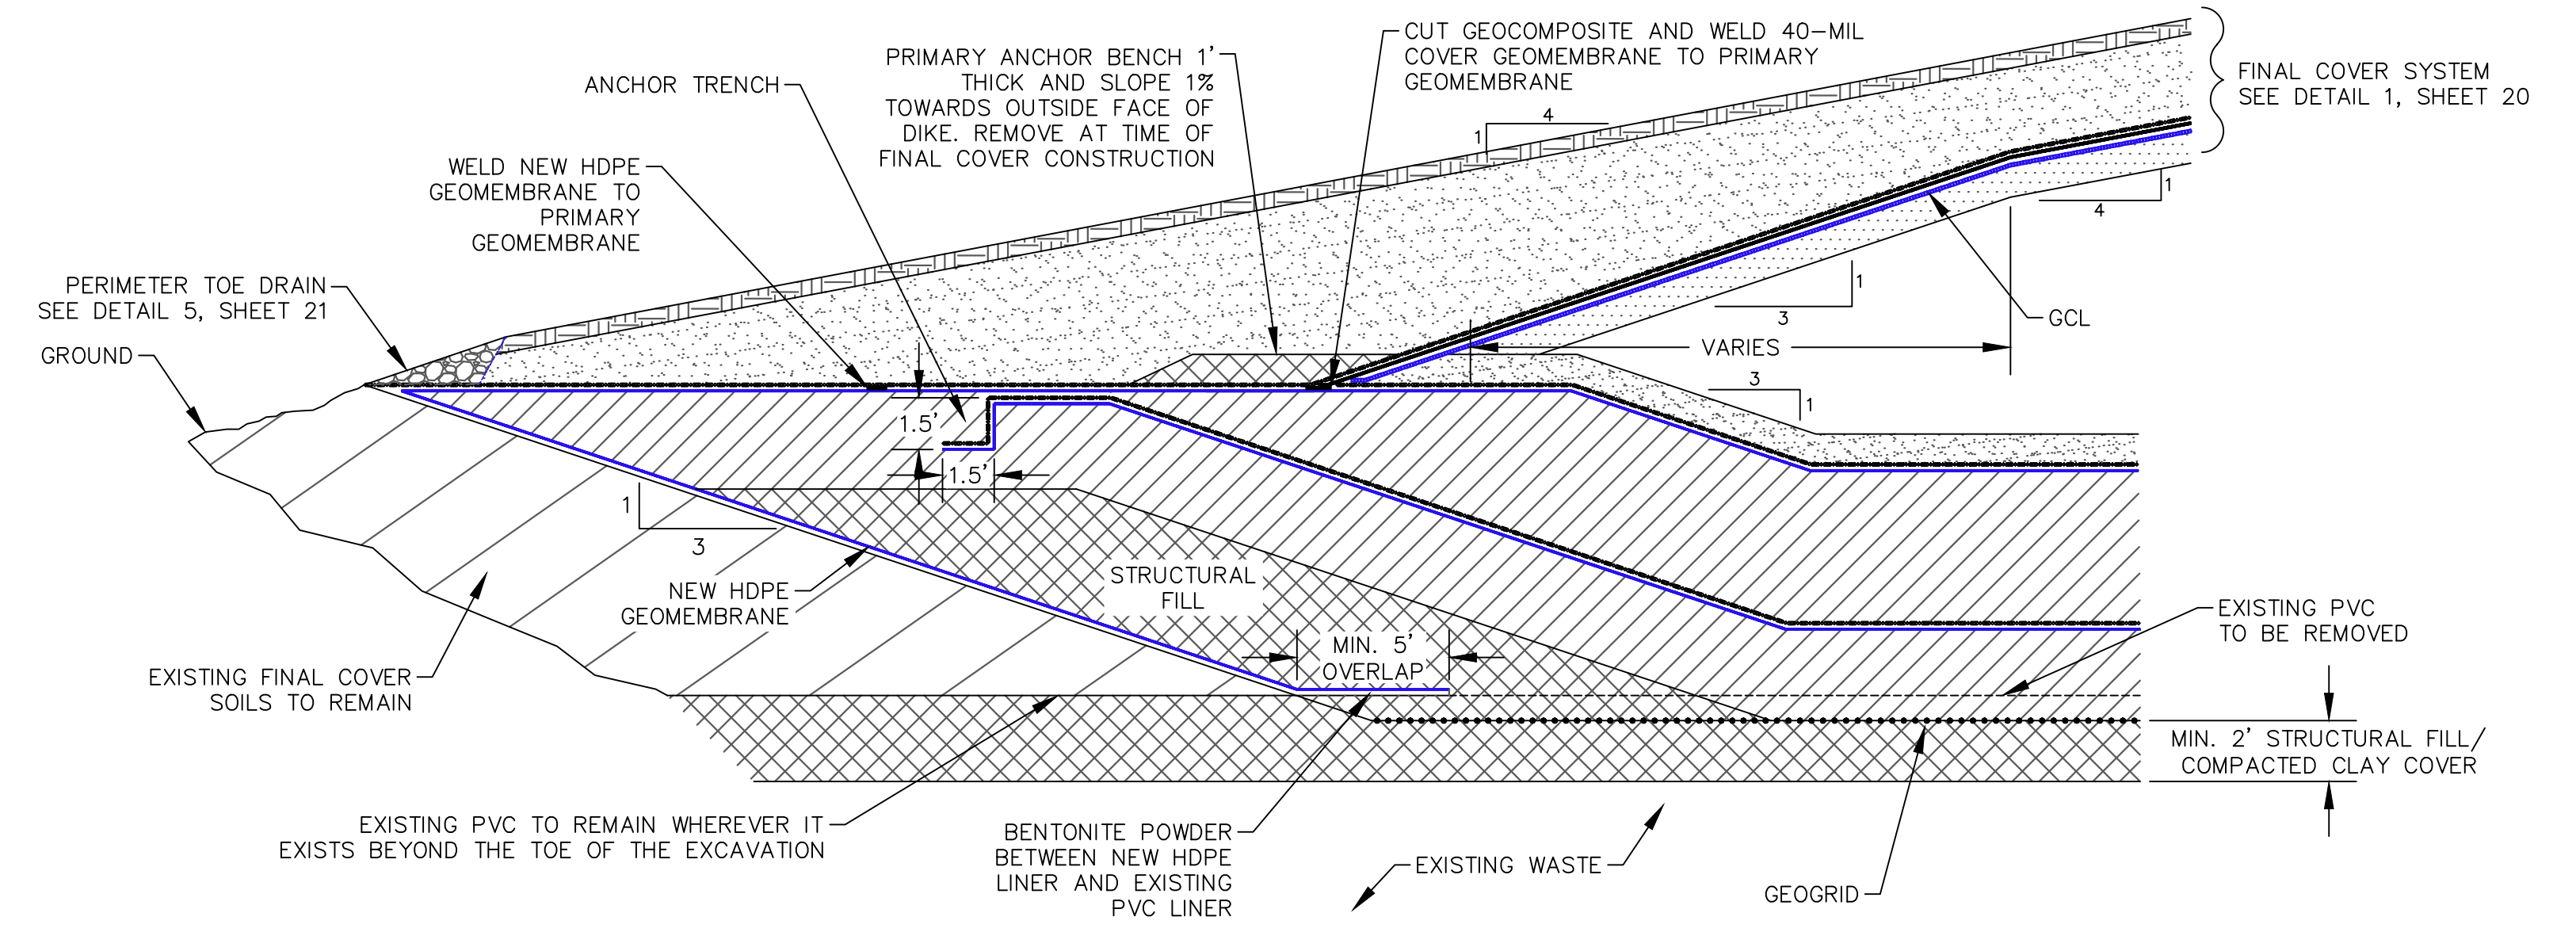 CUT GEOCOMPOSITE AND WELD 40-MIL
COVER GEOMEMBRANE TO PRIMARY
GEOMEMBRANE
PRIMARY ANCHOR BENCH 1'
THICK AND SLOPE 1%
TOWARDS OUTSIDE FACE OF
DIKE. REMOVE AT TIME OF
FINAL COVER CONSTRUCTION
ANCHOR TRENCH
FINAL COVER SYSTEM
SEE DETAIL 1, SHEET 20
4
1
WELD NEW HDPE
GEOMEMBRANE TO
PRIMARY
GEOMEMBRANE
1
4
PERIMETER TOE DRAIN
SEE DETAIL 5, SHEET 21
1
3
GCL
GROUND
VARIES
3
1
1.5'
1.5'
1
3
STRUCTURAL
FILL
NEW HDPE
GEOMEMBRANE
MIN. 5'
OVERLAP
EXISTING PVC
TO BE REMOVED
EXISTING FINAL COVER
SOILS TO REMAIN
MIN. 2' STRUCTURAL FILL/
COMPACTED CLAY COVER
EXISTING PVC TO REMAIN WHEREVER IT
EXISTS BEYOND THE TOE OF THE EXCAVATION
BENTONITE POWDER
BETWEEN NEW HDPE
LINER AND EXISTING
PVC LINER
EXISTING WASTE
GEOGRID